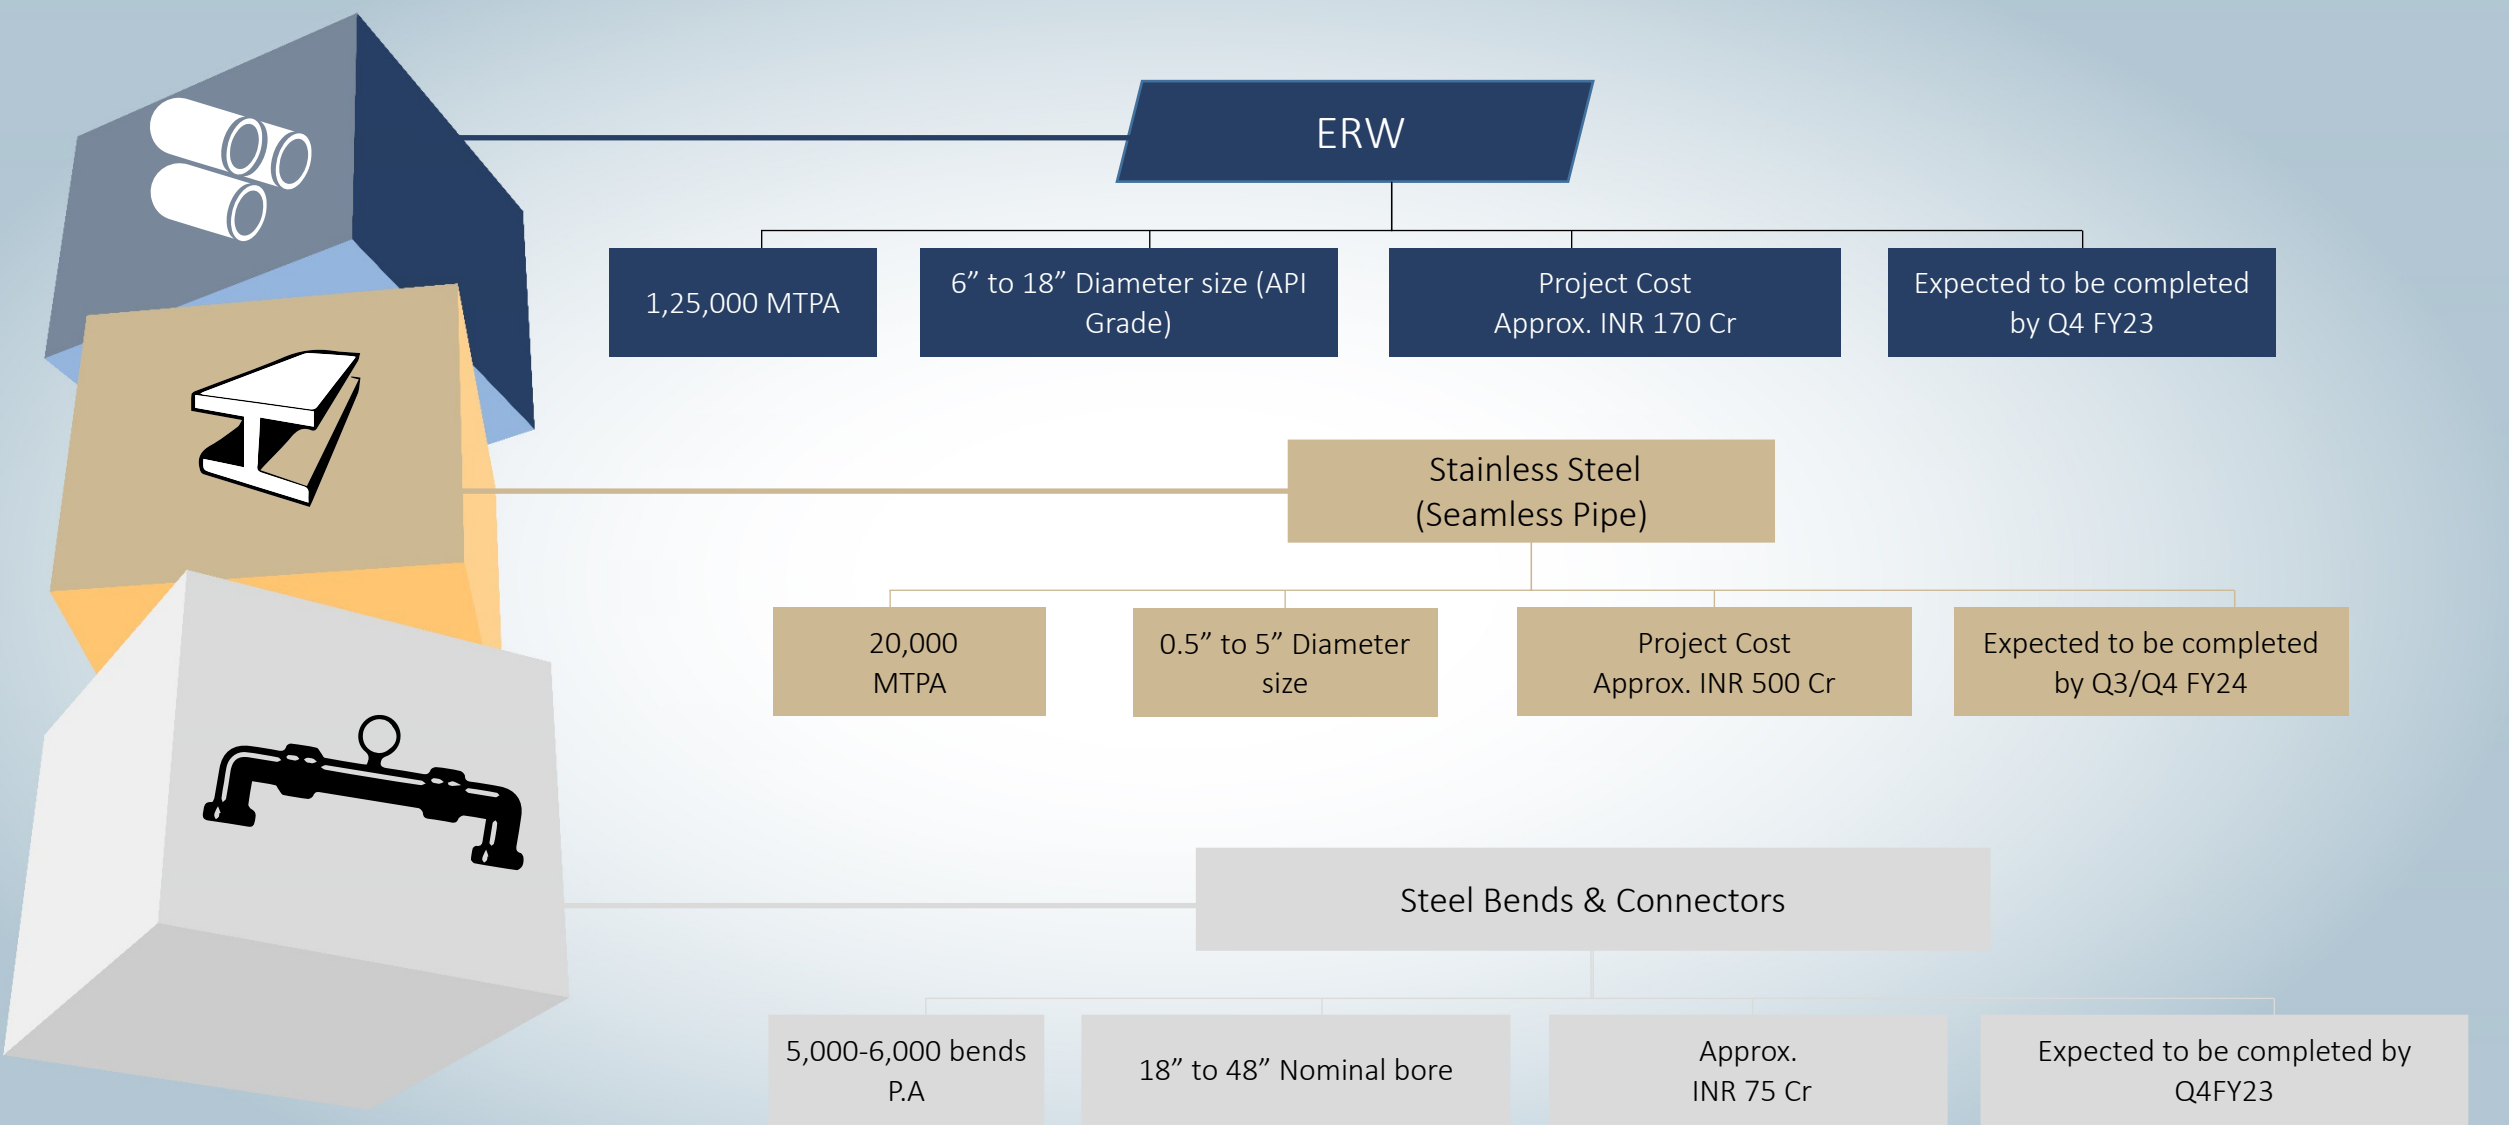 ERW
1,25,000 MTPA
6” to 18” Diameter size (API
Grade)
Project Cost
Approx. INR 170 Cr
Expected to be completed
by Q4 FY23
Stainless Steel
(Seamless Pipe)
20,000
MTPA
0.5” to 5” Diameter
size
Project Cost
Approx. INR 500 Cr
Expected to be completed
by Q3/Q4 FY24
Steel Bends & Connectors
5,000-6,000 bends
P.A
18” to 48” Nominal bore
Approx.
INR 75 Cr
Expected to be completed by
Q4FY23